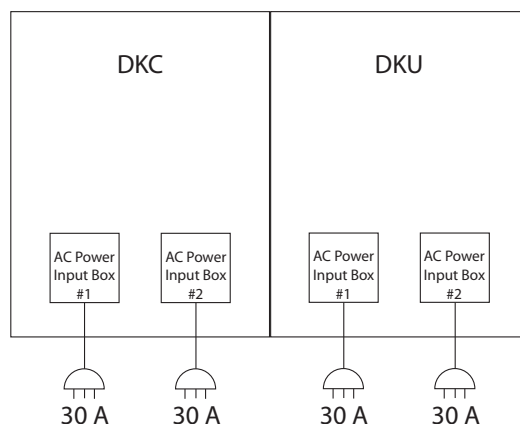 DKC
DKU
AC Power
Input Box
#1
AC Power
Input Box
#2
AC Power
Input Box
#1
AC Power
Input Box
#2
30 A
30 A
30 A
30 A